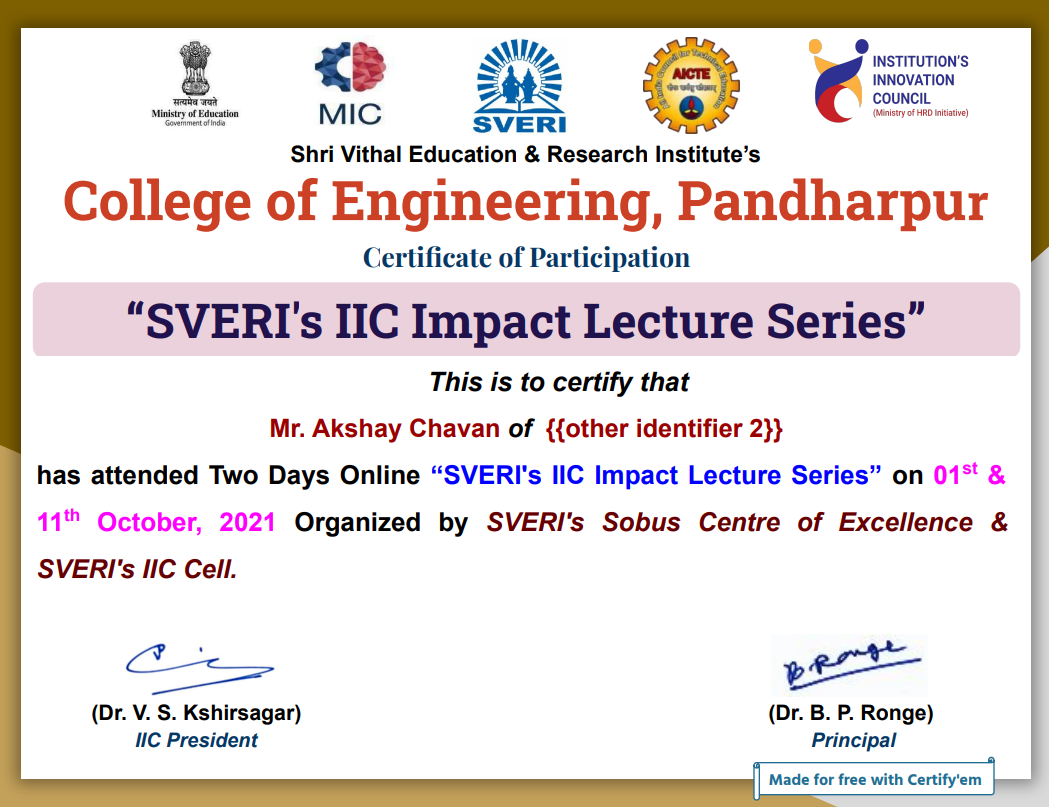 सत्यमेव जयते
Ministry of Education
Government of India
MIC
SVERI
AICTE
INSTITUTION'S
INNOVATION
COUNCIL
(Ministry of HRD Initiative)
Shri Vithal Education & Research Institute's
College of Engineering, Pandharpur
Certificate of Participation
“SVERI's IIC Impact Lecture Series”
This is to certify that
Mr. Akshay Chavan of {{other identifier 2}}
has attended Two Days Online “SVERI's IIC Impact Lecture Series” on 01st &
11th October, 2021 Organized by SVERI's Sobus Centre of Excellence &
SVERI's IIC Cell.
B.P.Ronge
(Dr. V. S. Kshirsagar)
(Dr. B. P. Ronge)
IIC President
Principal
Made for free with Certify'em